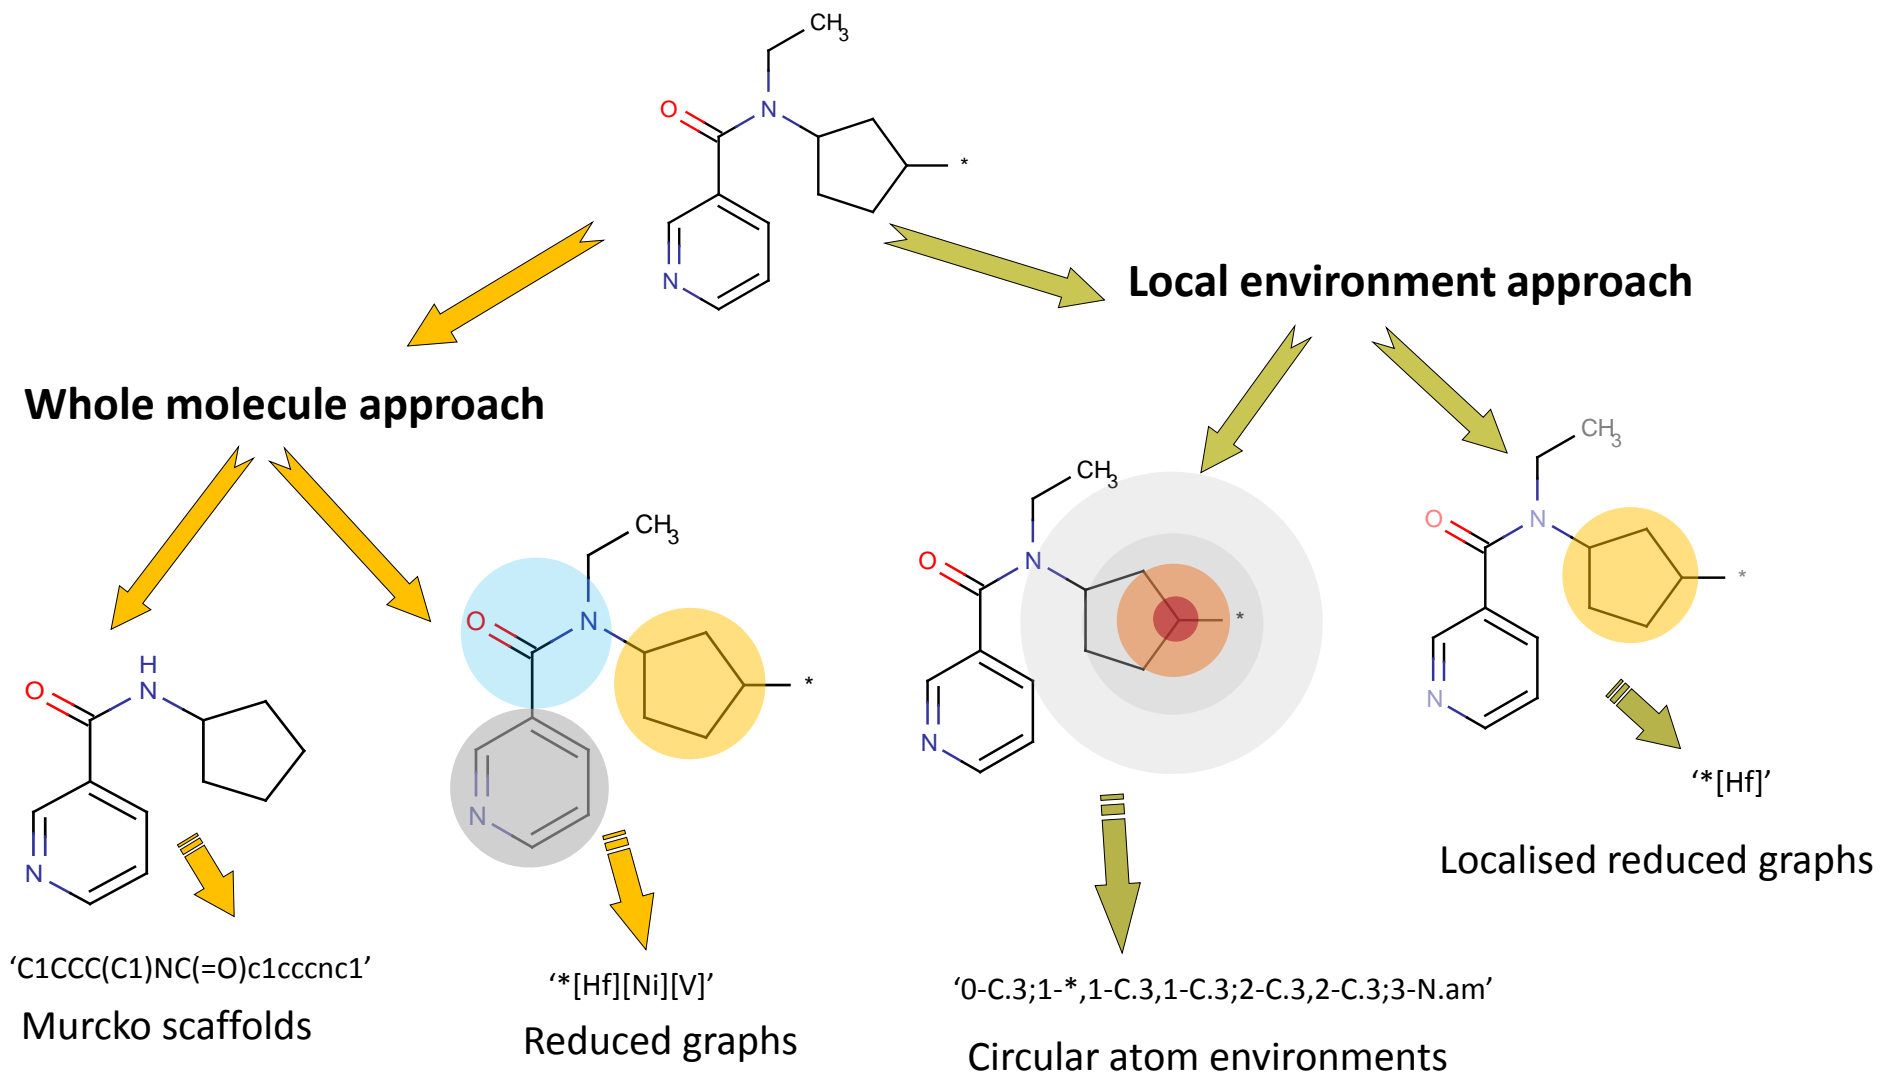 CH3
O
N
*
N
Local environment approach
Whole molecule approach
CH3
O
N
*
N
CH3
O
N
*
N
CH3
O
N
*
N
H
O
N
N
‘*[Hf]’
Localised reduced graphs
‘C1CCC(C1)NC(=O)c1cccnc1’
Murcko scaffolds
‘*[Hf][Ni][V]’
Reduced graphs
‘0-C.3;1-*,1-C.3,1-C.3;2-C.3,2-C.3;3-N.am’
Circular atom environments